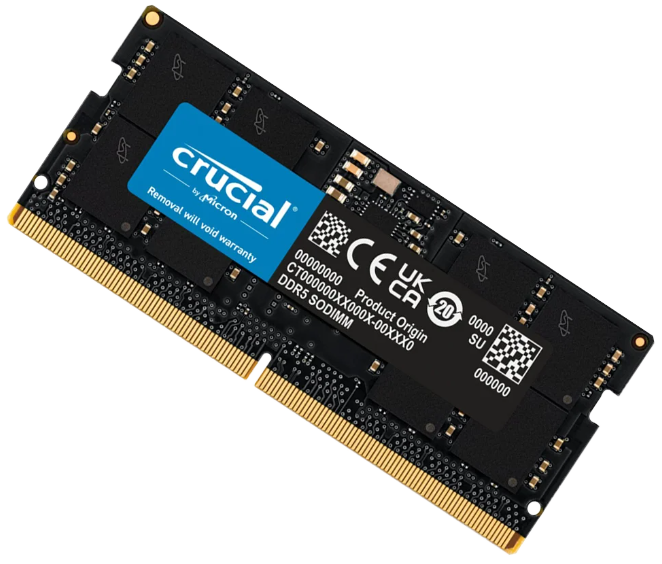 crucial®
by Micron
Removal will void warranty
CE UK CA 20
00000000
CT000000XX000X-00XXX0
DDR5 SODIMM
Product Origin
0000
SU
000000